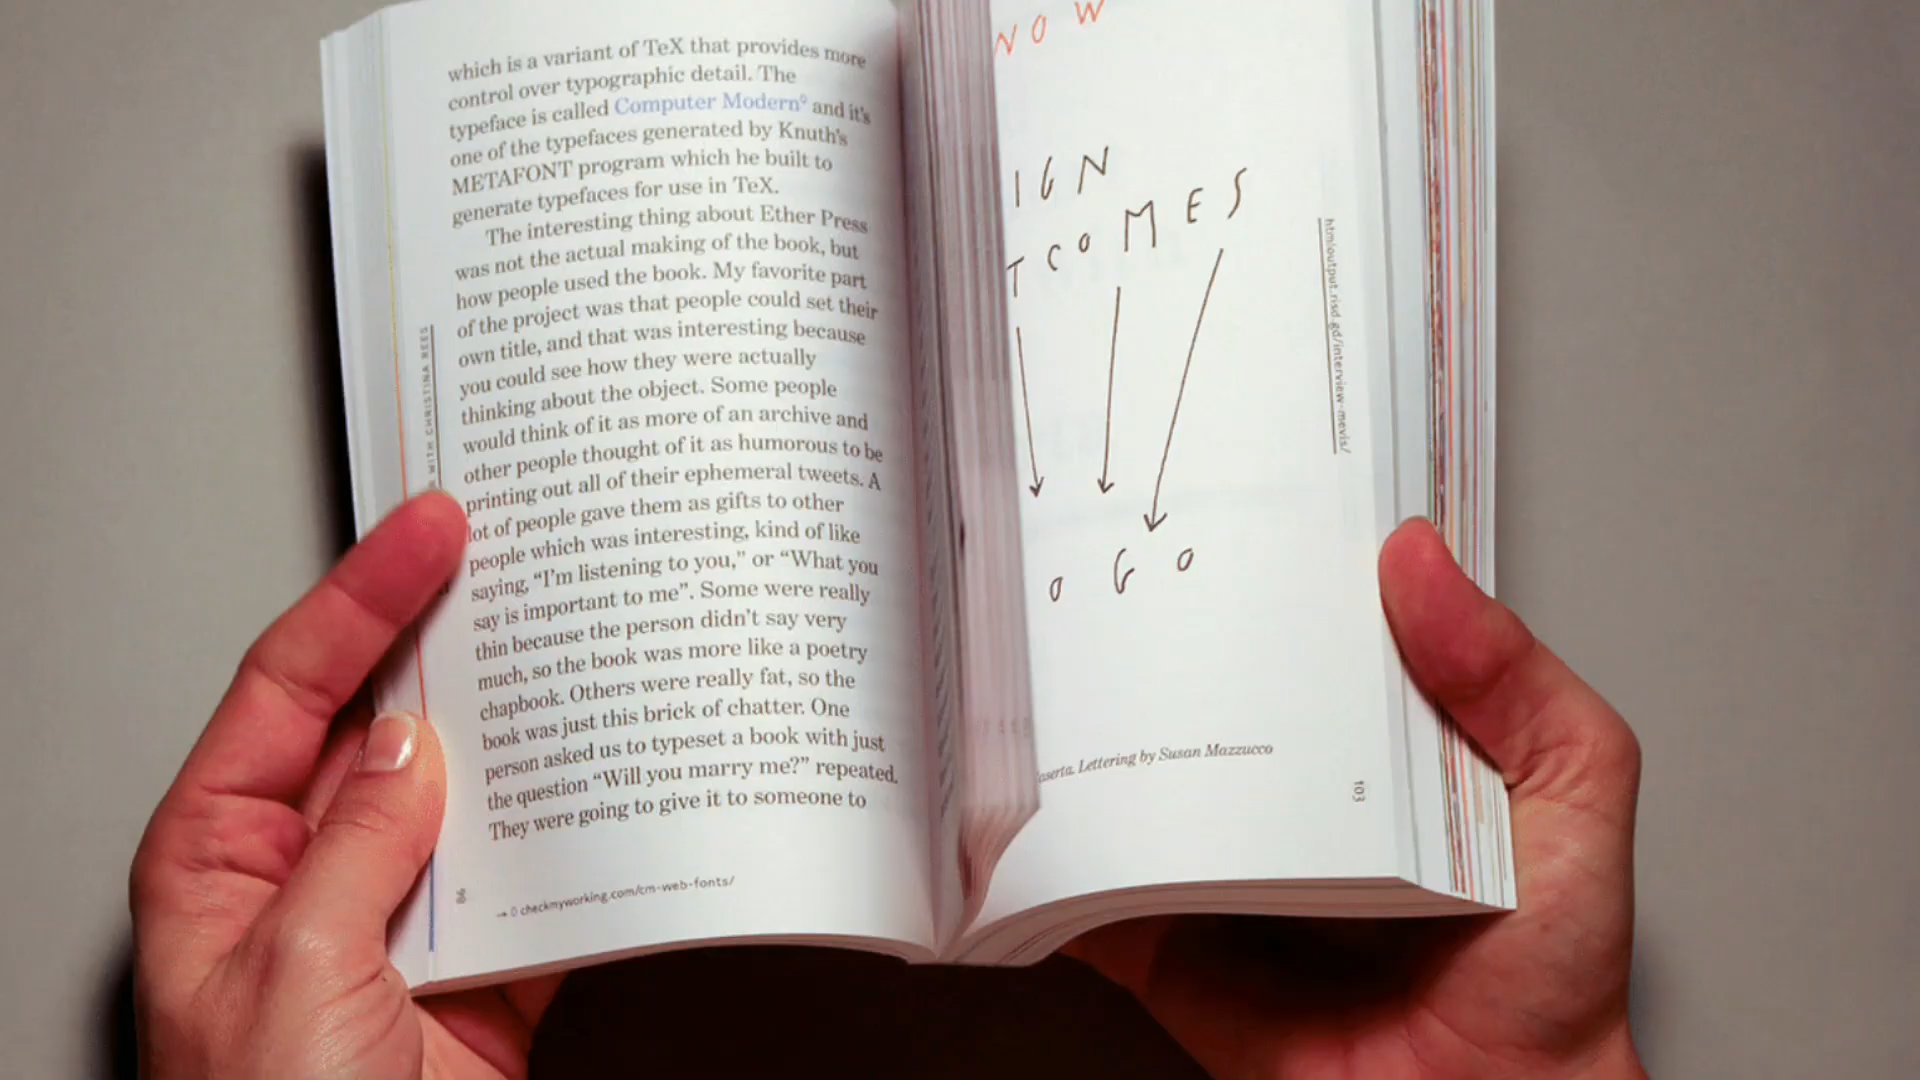 which is a variant of TeX that provides more
control over typographic detail. The
typeface is called Computer Modern⁰ and it's
one of the typefaces generated by Knuth's
METAFONT program which he built to
generate typefaces for use in TeX.
The interesting thing about Ether Press
was not the actual making of the book, but
how people used the book. My favorite part
of the project was that people could set their
own title, and that was interesting because
you could see how they were actually
thinking about the object. Some people
would think of it as more of an archive and
other people thought of it as humorous to be
printing out all of their ephemeral tweets. A
lot of people gave them as gifts to other
people which was interesting, kind of like
saying, “I'm listening to you,” or “What you
say is important to me”. Some were really
thin because the person didn't say very
much, so the book was more like a poetry
chapbook. Others were really fat, so the
book was just this brick of chatter. One
person asked us to typeset a book with just
the question “Will you marry me?” repeated.
They were going to give it to someone to
→ 0 checkmyworking.com/cm-web-fonts/
WITH CHRISTINA REES
NOW
IGN
TCOMES
OGO
Lettering by Susan Mazzucco
htmloutput.risd.gd/interview-mevis/
103